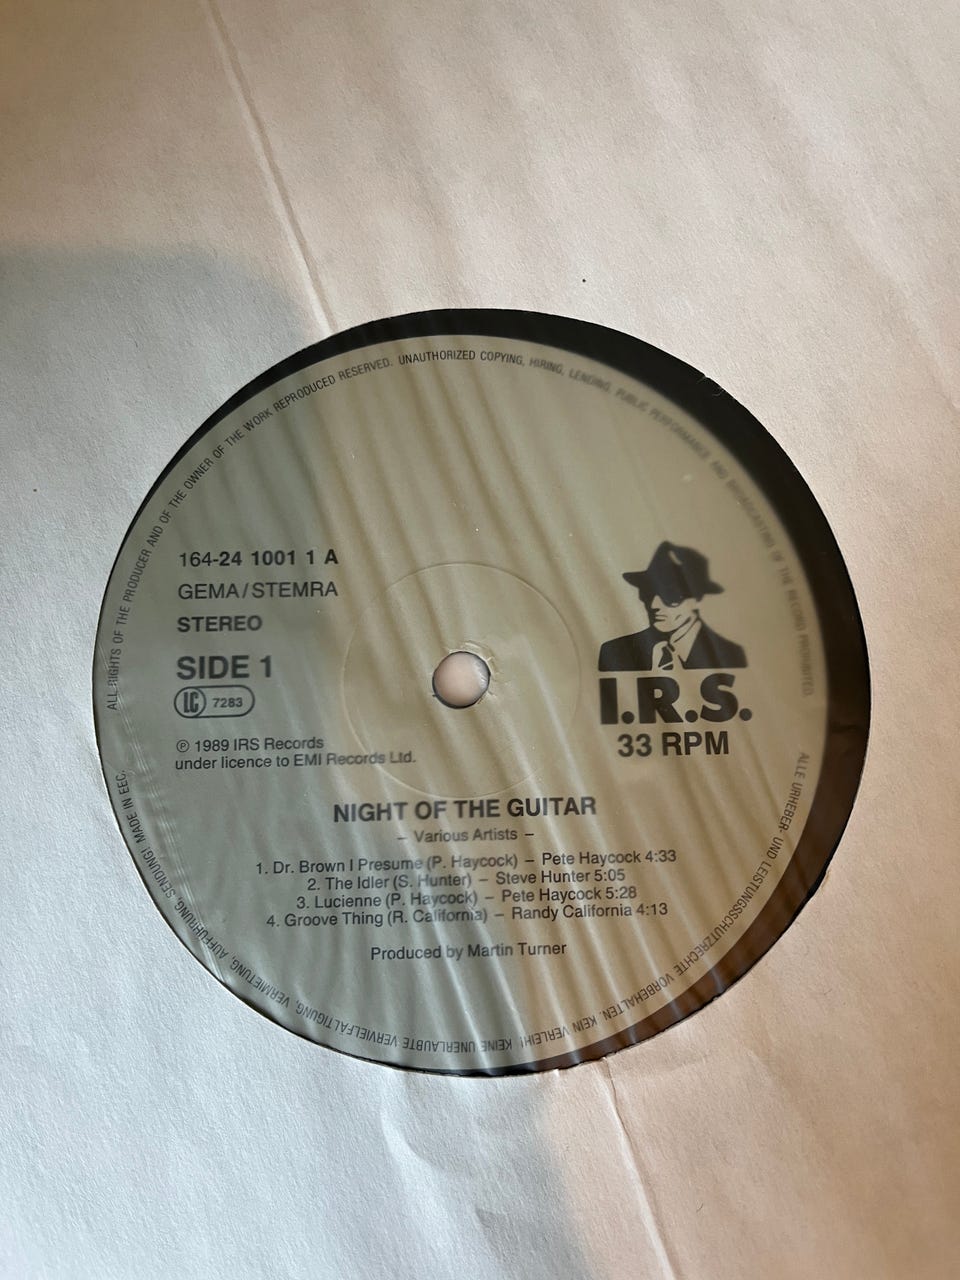 ALL RIGHTS OF THE PRODUCER AND OF THE OWNER OF THE WORK REPRODUCED RESERVED. UNAUTHORIZED COPYING, HIRING, LENDING, PUBLIC PERFORMANCE AND BROADCASTING OF THE RECORD PROHIBITED.
164-24 1001 1 A
GEMA/STEMRA
STEREO
SIDE 1
LC 7283
℗ 1989 IRS Records
under licence to EMI Records Ltd.
I.R.S.
33 RPM
NIGHT OF THE GUITAR
– Various Artists –
1. Dr. Brown I Presume (P. Haycock) – Pete Haycock 4:33
2. The Idler (S. Hunter) – Steve Hunter 5:05
3. Lucienne (P. Haycock) – Pete Haycock 5:28
4. Groove Thing (R. California) – Randy California 4:13
Produced by Martin Turner
ALLE URHEBER- UND LEISTUNGSSCHUTZRECHTE VORBEHALTEN. KEIN VERLEIH! KEINE UNERLAUBTE VERVIELFÄLTIGUNG, VERMIETUNG, AUFFÜHRUNG, SENDUNG! MADE IN EEC.